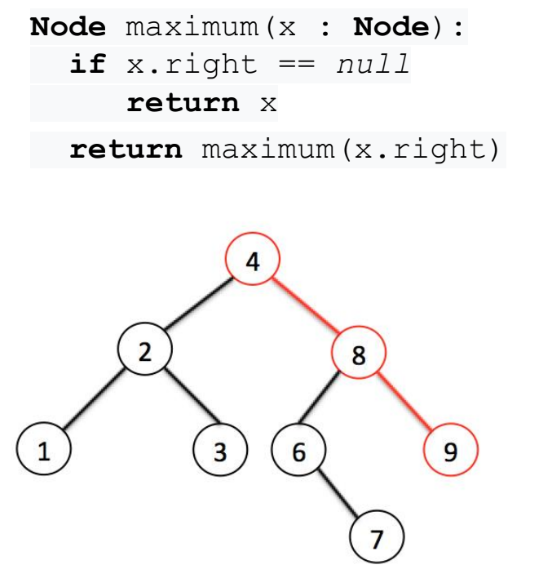 Node maximum(x : Node):
  if x.right == null
      return x
  return maximum(x.right)
4
2
8
1
3
6
9
7